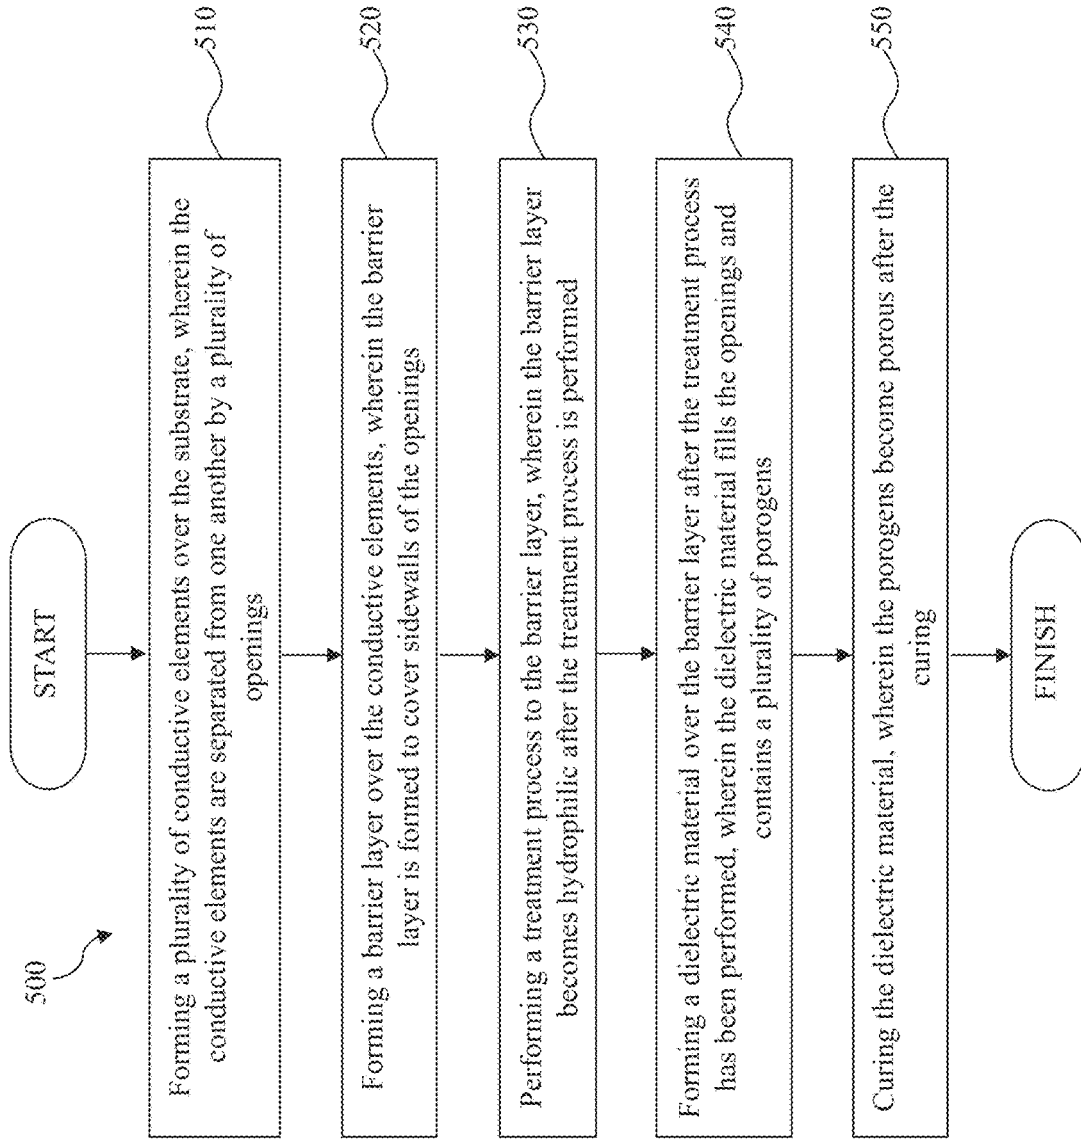 500
START
Forming a plurality of conductive elements over the substrate, wherein the
conductive elements are separated from one another by a plurality of
openings
510
Forming a barrier layer over the conductive elements, wherein the barrier
layer is formed to cover sidewalls of the openings
520
Performing a treatment process to the barrier layer, wherein the barrier layer
becomes hydrophilic after the treatment process is performed
530
Forming a dielectric material over the barrier layer after the treatment process
has been performed, wherein the dielectric material fills the openings and
contains a plurality of porogens
540
Curing the dielectric material, wherein the porogens become porous after the
curing
550
FINISH